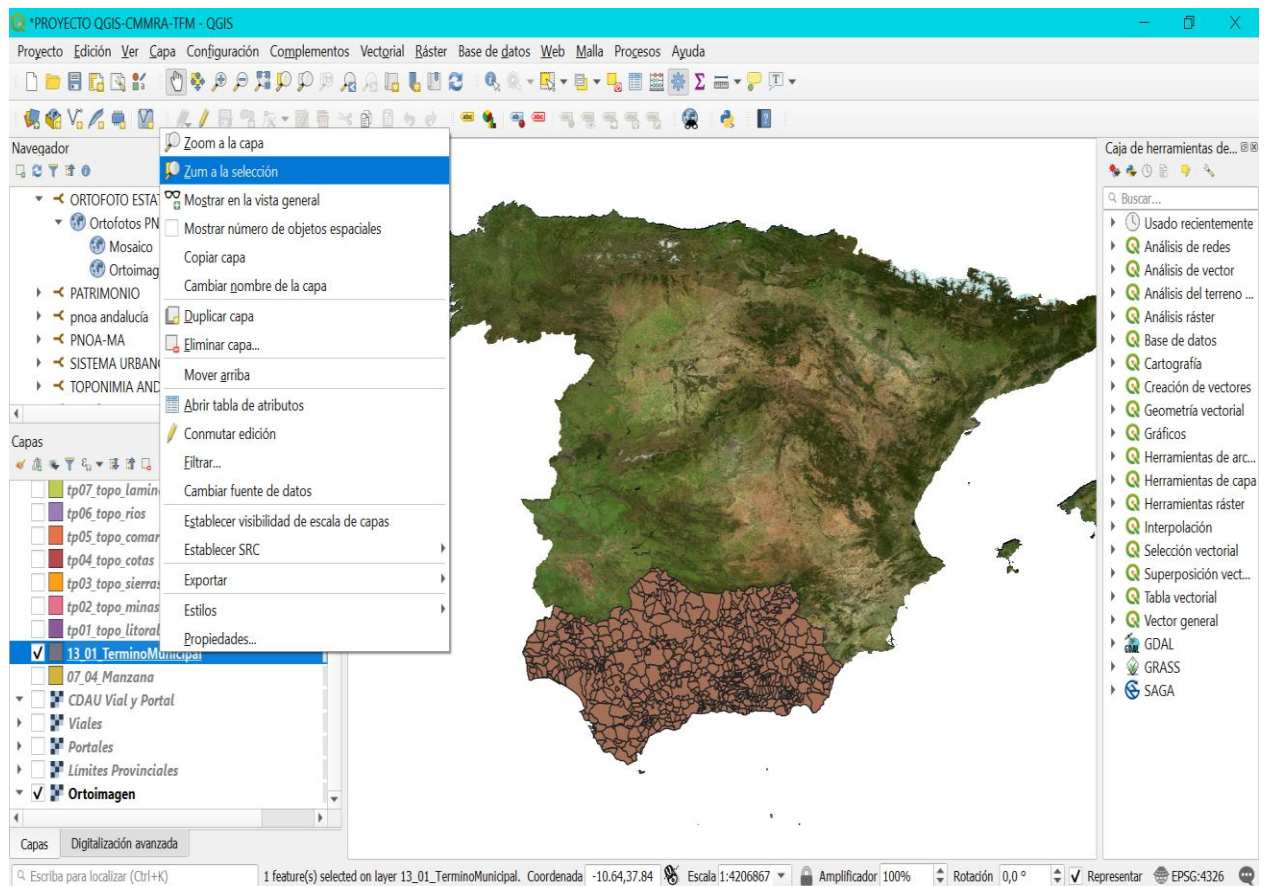 *PROYECTO QGIS-CMMRA-TFM - QGIS
Proyecto Edición Ver Capa Configuración Complementos Vectorial Ráster Base de datos Web Malla Procesos Ayuda
Navegador
ORTOFOTO ESTA
Ortofotos PN
Mosaico
Ortoimag
PATRIMONIO
pnoa andalucía
PNOA-MA
SISTEMA URBAN
TOPONIMIA AND
Zoom a la capa
Zum a la selección
Mostrar en la vista general
Mostrar número de objetos espaciales
Copiar capa
Cambiar nombre de la capa
Duplicar capa
Eliminar capa...
Mover arriba
Abrir tabla de atributos
Conmutar edición
Filtrar...
Cambiar fuente de datos
Establecer visibilidad de escala de capas
Establecer SRC
Exportar
Estilos
Propiedades...
Capas
tp07_topo_lamin
tp06_topo_rios
tp05_topo_comar
tp04_topo_cotas
tp03_topo_sierras
tp02_topo_minas
tp01_topo_litoral
13_01_TerminoMunicipal
07_04_Manzana
CDAU Vial y Portal
Viales
Portales
Límites Provinciales
Ortoimagen
Capas Digitalización avanzada
Caja de herramientas de...
Buscar...
Usado recientemente
Análisis de redes
Análisis de vector
Análisis del terreno ...
Análisis ráster
Base de datos
Cartografía
Creación de vectores
Geometría vectorial
Gráficos
Herramientas de arc...
Herramientas de capa
Herramientas ráster
Interpolación
Selección vectorial
Superposición vect...
Tabla vectorial
Vector general
GDAL
GRASS
SAGA
Escriba para localizar (Ctrl+K) 1 feature(s) selected on layer 13_01_TerminoMunicipal. Coordenada -10.64,37.84 Escala 1:4206867 Amplificador 100% Rotación 0,0 ° Representar EPSG:4326